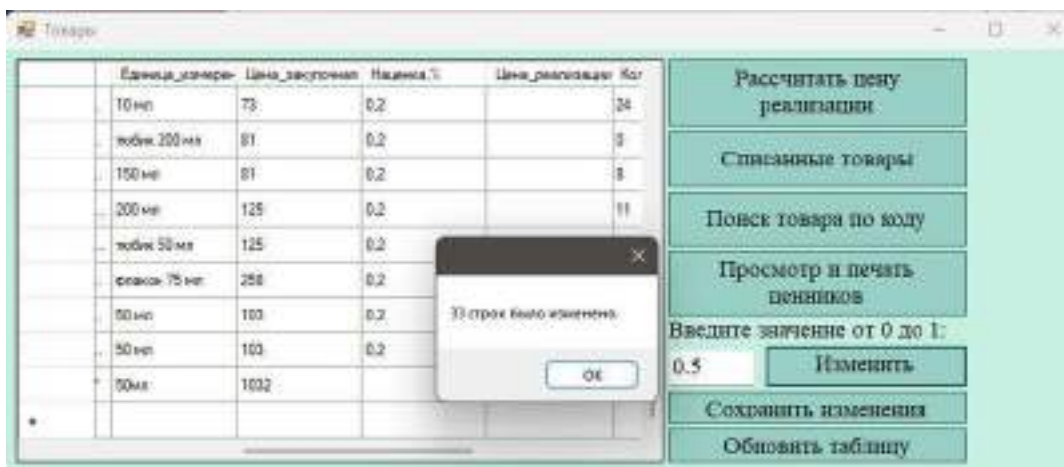 Товары
Единица_измерен Цена_закупочная Наценка,% Цена_реализации Кол
10 мл 73 0,2 24
тюбик 200 мл 81 0,2 0
150 мл 81 0,2 8
200 мл 125 0,2 11
тюбик 50 мл 125 0,2
флакон 75 мл 0,2
50 мл 103 0,2
50 мл 103 0,2
50мл 1032
33 строк было изменено.
OK
Рассчитать цену
реализации
Списанные товары
Поиск товара по коду
Просмотр и печать
ценников
Введите значение от 0 до 1:
0.5 Изменить
Сохранить изменения
Обновить таблицу